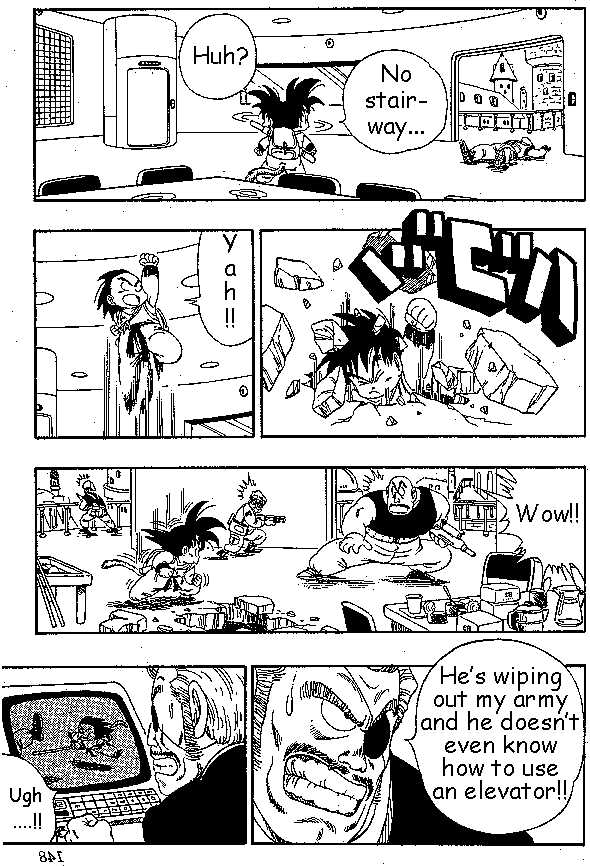 Huh?
No
stair-
way...
Y
ah!!
Wow!!
Ugh
....!!
He's wiping
out my army
and he doesn't
even know
how to use
an elevator!!
148